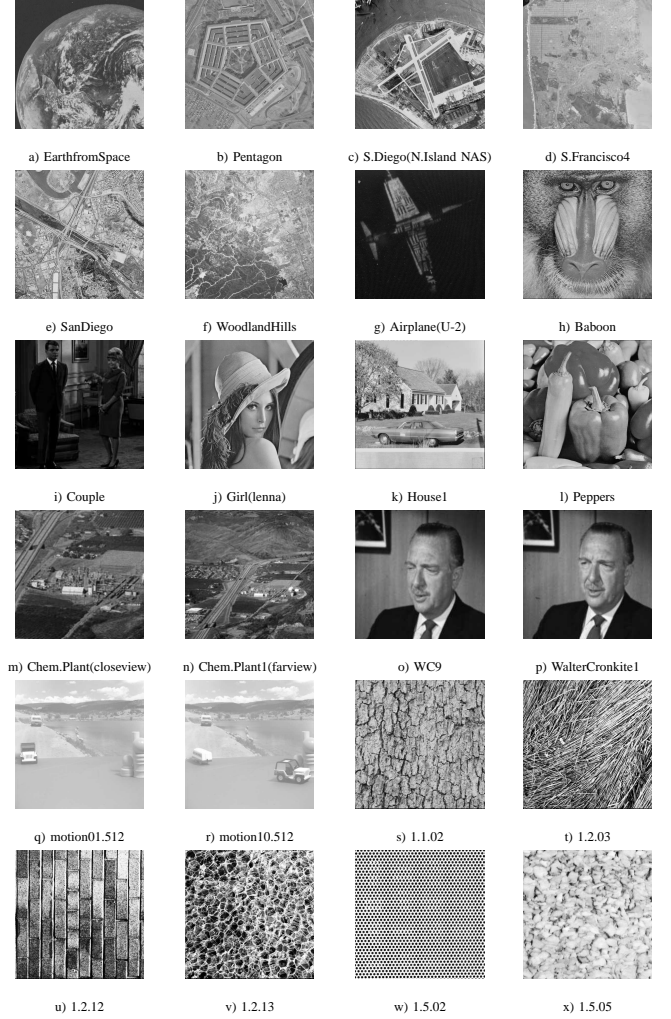 a) EarthfromSpace b) Pentagon c) S.Diego(N.Island NAS) d) S.Francisco4
e) SanDiego f) WoodlandHills g) Airplane(U-2) h) Baboon
i) Couple j) Girl(lenna) k) House1 l) Peppers
m) Chem.Plant(closeview) n) Chem.Plant1(farview) o) WC9 p) WalterCronkite1
q) motion01.512 r) motion10.512 s) 1.1.02 t) 1.2.03
u) 1.2.12 v) 1.2.13 w) 1.5.02 x) 1.5.05